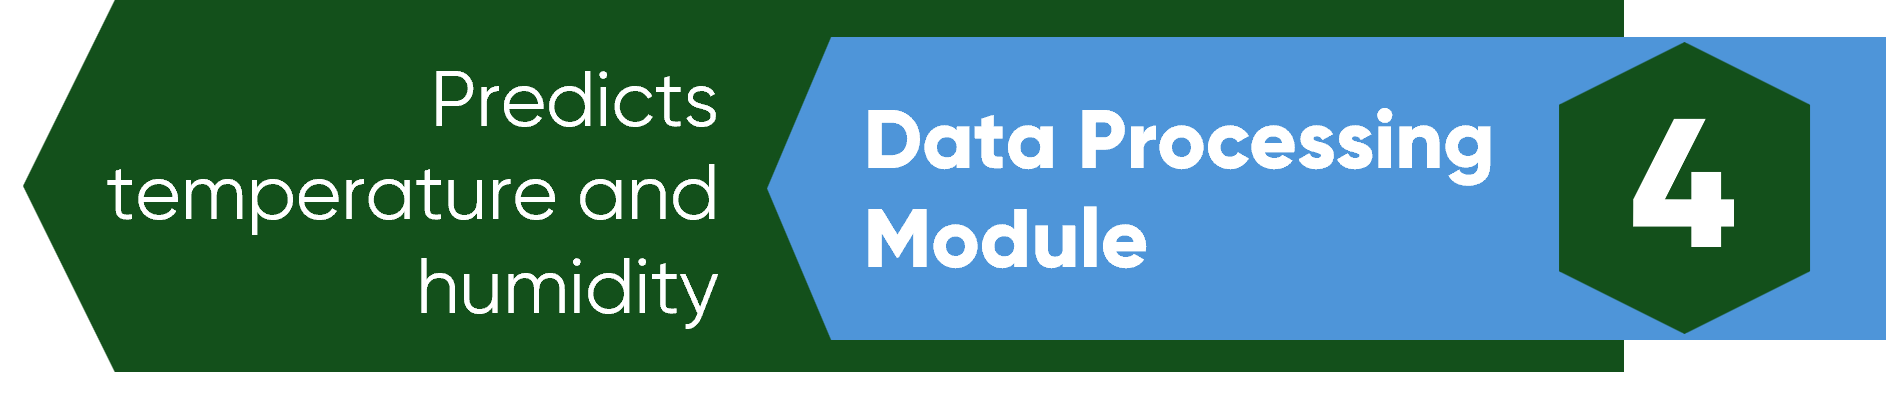 Predicts
temperature and
humidity
Data Processing
Module
4